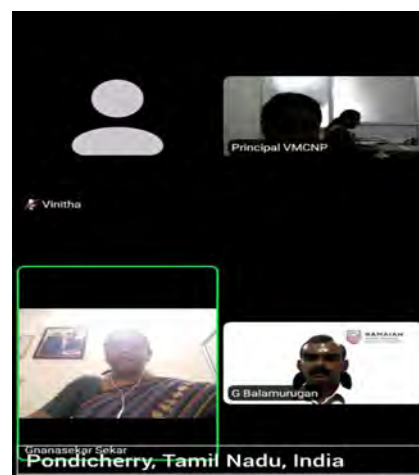 Principal VMCNP
Vinitha
RAMAIAH
G Balamurugan
Gnanasekar Sekar
Pondicherry, Tamil Nadu, India